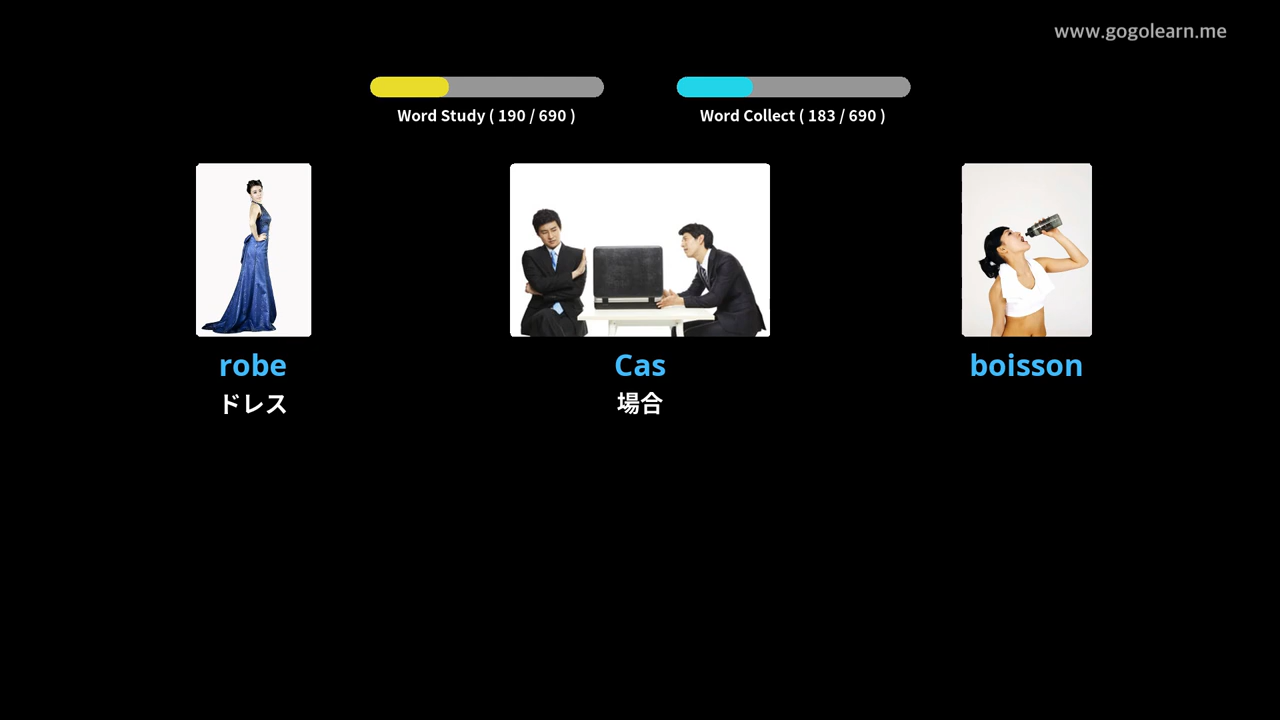 www.gogolearn.me
Word Study ( 190 / 690 )
Word Collect ( 183 / 690 )
robe
ドレス
Cas
場合
boisson